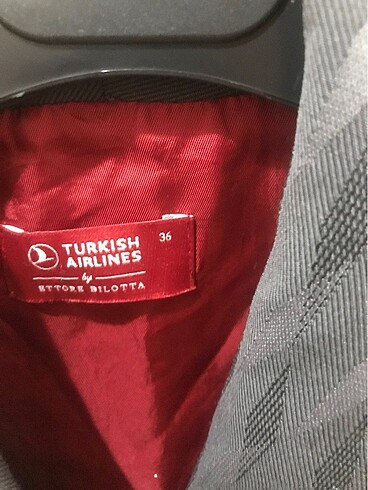 TURKISH
AIRLINES
36
by
ETTORE BILOTTA